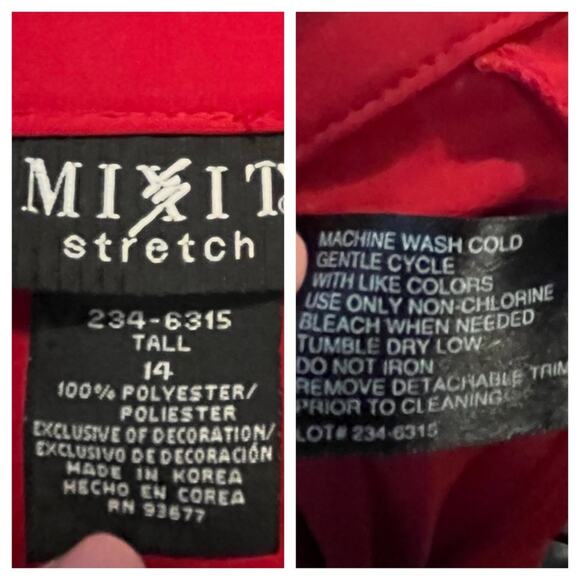 MIXIT
stretch
234-6315
TALL
14
100% POLYESTER/
POLIESTER
EXCLUSIVE OF DECORATION/
EXCLUSIVO DE DECORACIÓN
MADE IN KOREA
HECHO EN COREA
RN 93677
MACHINE WASH COLD
GENTLE CYCLE
WITH LIKE COLORS
USE ONLY NON-CHLORINE
BLEACH WHEN NEEDED
TUMBLE DRY LOW
DO NOT IRON
REMOVE DETACHABLE TRIM
PRIOR TO CLEANING
LOT# 234-6315